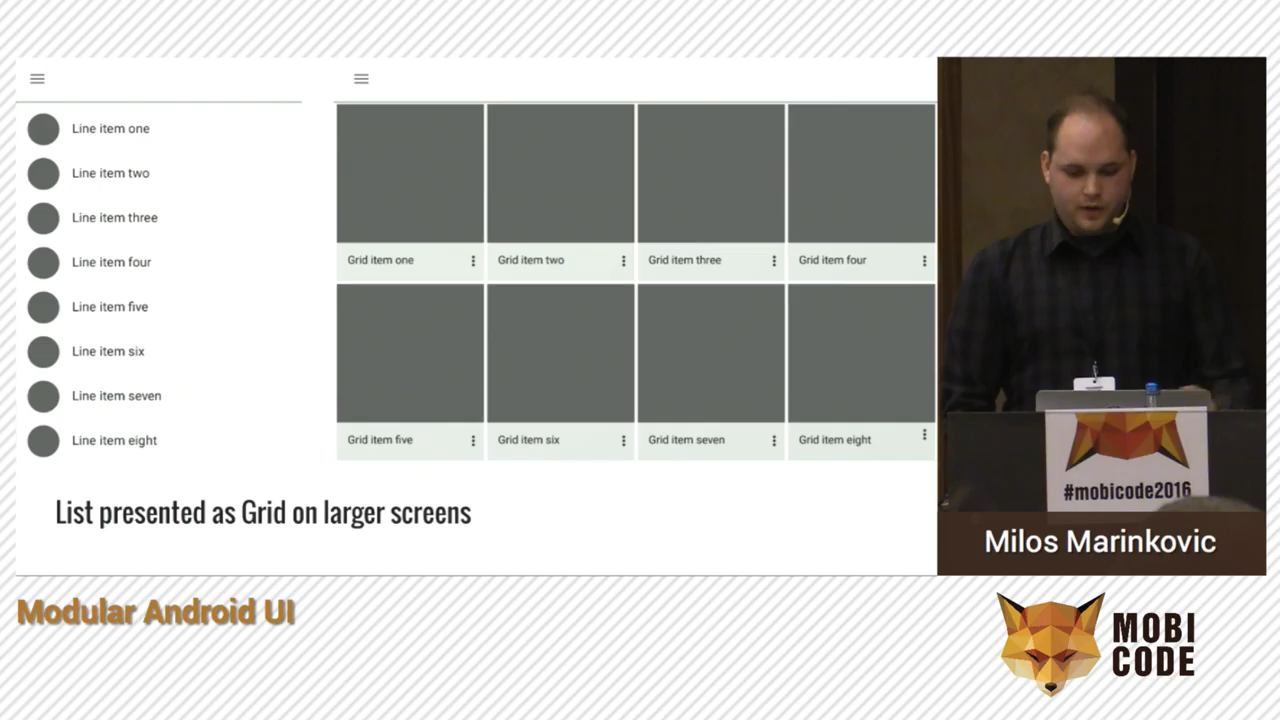 Line item one
Line item two
Line item three
Line item four
Line item five
Line item six
Line item seven
Line item eight
Grid item one
Grid item two
Grid item three
Grid item four
Grid item five
Grid item six
Grid item seven
Grid item eight
List presented as Grid on larger screens
#mobicode2016
Milos Marinkovic
Modular Android UI
MOBI
CODE